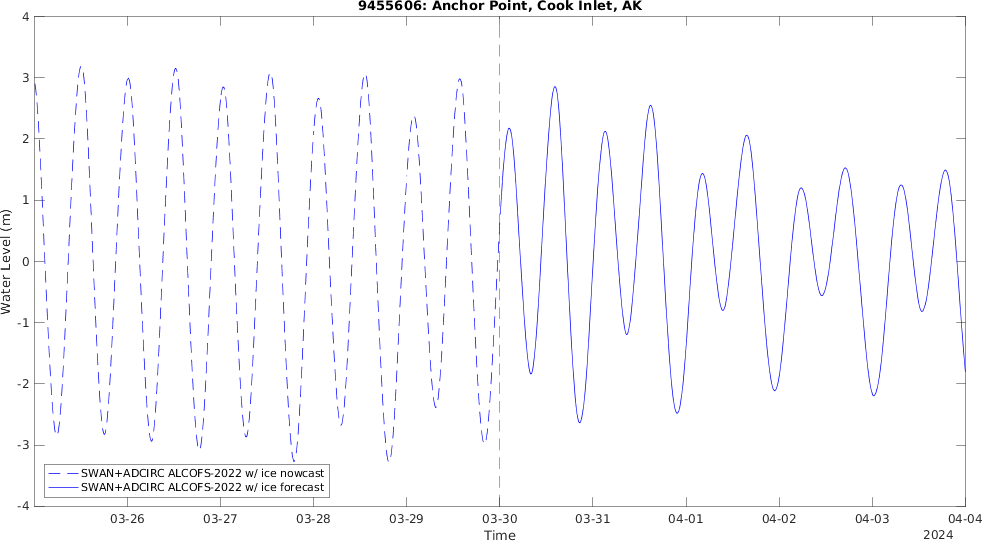 9455606: Anchor Point, Cook Inlet, AK
4
3
2
1
0
-1
-2
-3
-4
Water Level (m)
SWAN+ADCIRC ALCOFS-2022 w/ ice nowcast
SWAN+ADCIRC ALCOFS-2022 w/ ice forecast
03-26 03-27 03-28 03-29 03-30 03-31 04-01 04-02 04-03 04-04
Time
2024